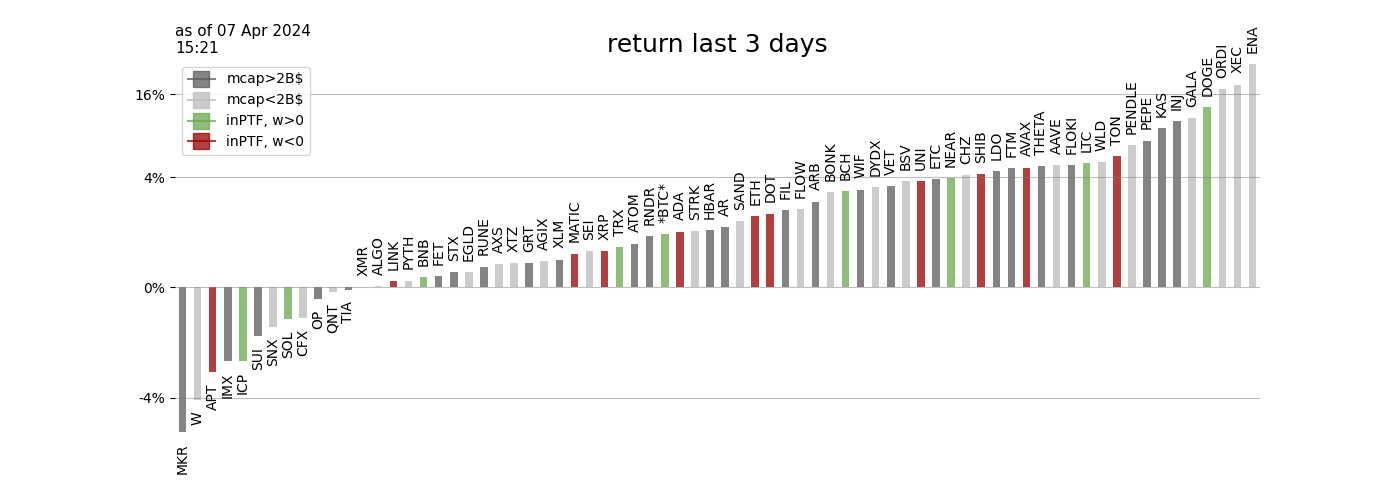 as of 07 Apr 2024
15:21
return last 3 days
mcap>2B$
mcap<2B$
inPTF, w>0
inPTF, w<0
16%
4%
0%
-4%
MKR
W
APT
IMX
ICP
SUI
SNX
SOL
CFX
OP
QNT
TIA
XMR
ALGO
LINK
PYTH
BNB
FET
STX
EGLD
RUNE
AXS
XTZ
GRT
AGIX
XLM
MATIC
SEI
XRP
TRX
ATOM
RNDR
*BTC*
ADA
STRK
HBAR
AR
SAND
ETH
DOT
FIL
FLOW
ARB
BONK
BCH
WIF
DYDX
VET
BSV
UNI
ETC
NEAR
CHZ
SHIB
LDO
FTM
AVAX
THETA
AAVE
FLOKI
LTC
WLD
TON
PENDLE
PEPE
KAS
INJ
GALA
DOGE
ORDI
XEC
ENA